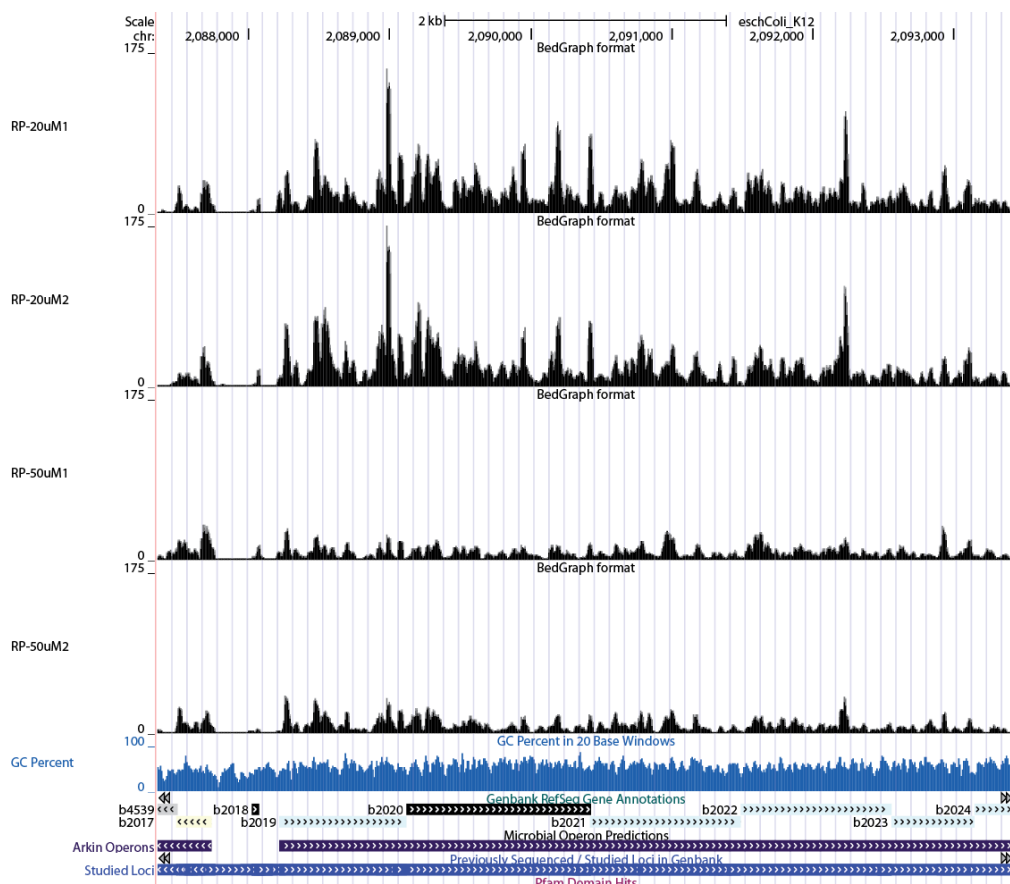 Scale 2 kb eschColi_K12
chr: 2,088,000 2,089,000 2,090,000 2,091,000 2,092,000 2,093,000
175 BedGraph format
RP-20uM1
0
175 BedGraph format
RP-20uM2
0
175 BedGraph format
RP-50uM1
0
175 BedGraph format
RP-50uM2
0
100 GC Percent in 20 Base Windows
GC Percent
0
Genbank RefSeq Gene Annotations
b4539 b2018 b2020 b2022 b2024
b2017 b2019 b2021 b2023
Microbial Operon Predictions
Arkin Operons
Previously Sequenced / Studied Loci in Genbank
Studied Loci
Pfam Domain Hits